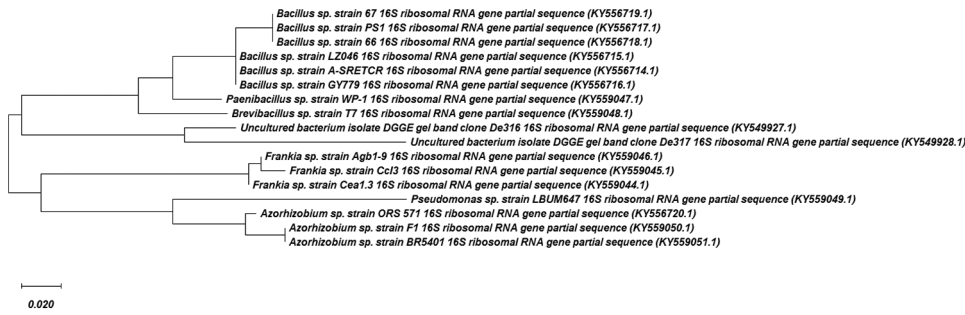 Bacillus sp. strain 67 16S ribosomal RNA gene partial sequence (KY556719.1)
Bacillus sp. strain PS1 16S ribosomal RNA gene partial sequence (KY556717.1)
Bacillus sp. strain 66 16S ribosomal RNA gene partial sequence (KY556718.1)
Bacillus sp. strain LZ046 16S ribosomal RNA gene partial sequence (KY556715.1)
Bacillus sp. strain A-SRETCR 16S ribosomal RNA gene partial sequence (KY556714.1)
Bacillus sp. strain GY779 16S ribosomal RNA gene partial sequence (KY556716.1)
Paenibacillus sp. strain WP-1 16S ribosomal RNA gene partial sequence (KY559047.1)
Brevibacillus sp. strain T7 16S ribosomal RNA gene partial sequence (KY559048.1)
Uncultured bacterium isolate DGGE gel band clone De316 16S ribosomal RNA gene partial sequence (KY549927.1)
Uncultured bacterium isolate DGGE gel band clone De317 16S ribosomal RNA gene partial sequence (KY549928.1)
Frankia sp. strain Agb1-9 16S ribosomal RNA gene partial sequence (KY559046.1)
Frankia sp. strain CcI3 16S ribosomal RNA gene partial sequence (KY559045.1)
Frankia sp. strain Cea1.3 16S ribosomal RNA gene partial sequence (KY559044.1)
Pseudomonas sp. strain LBUM647 16S ribosomal RNA gene partial sequence (KY559049.1)
Azorhizobium sp. strain ORS 571 16S ribosomal RNA gene partial sequence (KY556720.1)
Azorhizobium sp. strain F1 16S ribosomal RNA gene partial sequence (KY559050.1)
Azorhizobium sp. strain BR5401 16S ribosomal RNA gene partial sequence (KY559051.1)
0.020